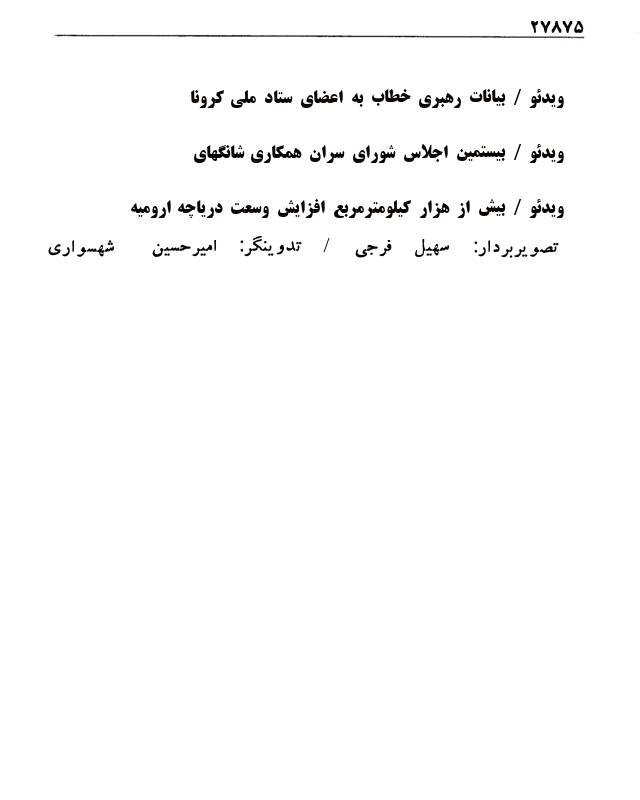 ۲۷۸۷۵
ویدئو / بیانات رهبری خطاب به اعضای ستاد ملی کرونا
ویدئو / بیستمین اجلاس شورای سران همکاری شانگهای
ویدئو / بیش از هزار کیلومترمربع افزایش وسعت دریاچه ارومیه
تصویربردار: سهیل فرجی / تدوینگر: امیرحسین شهسواری